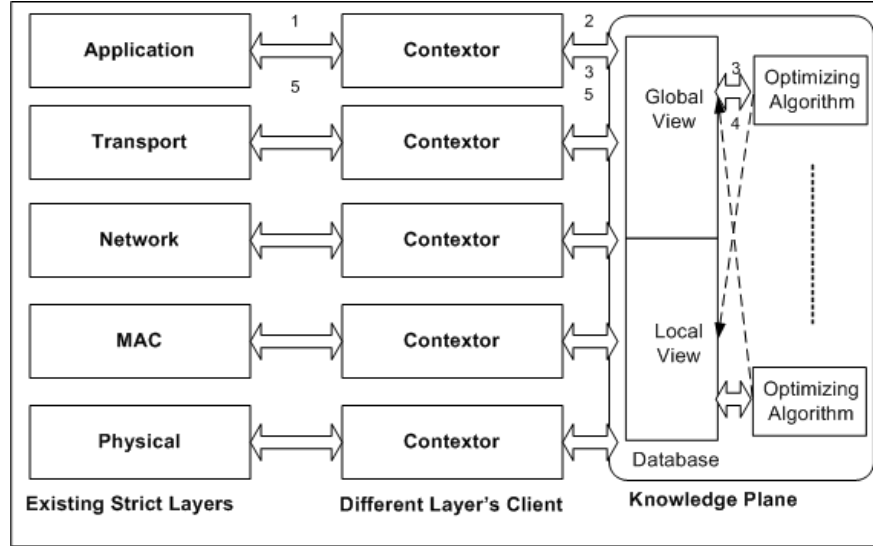 1
2
Application
Contextor
3
5
5
Global
View
3
4
Optimizing
Algorithm
Transport
Contextor
Network
Contextor
MAC
Contextor
Local
View
Optimizing
Algorithm
Physical
Contextor
Database
Existing Strict Layers
Different Layer's Client
Knowledge Plane